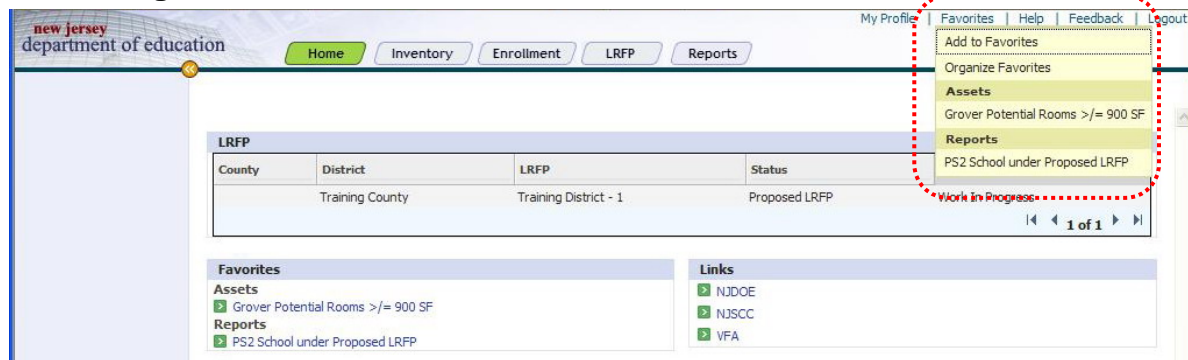 My Profile | Favorites | Help | Feedback | Logout
new jersey
department of education
Home Inventory Enrollment LRFP Reports
Add to Favorites
Organize Favorites
Assets
Grover Potential Rooms >/= 900 SF
Reports
PS2 School under Proposed LRFP
LRFP
County District LRFP Status
Training County Training District - 1 Proposed LRFP Work In Progress
1 of 1
Favorites
Assets
Grover Potential Rooms >/= 900 SF
Reports
PS2 School under Proposed LRFP
Links
NJDOE
NJSCC
VFA